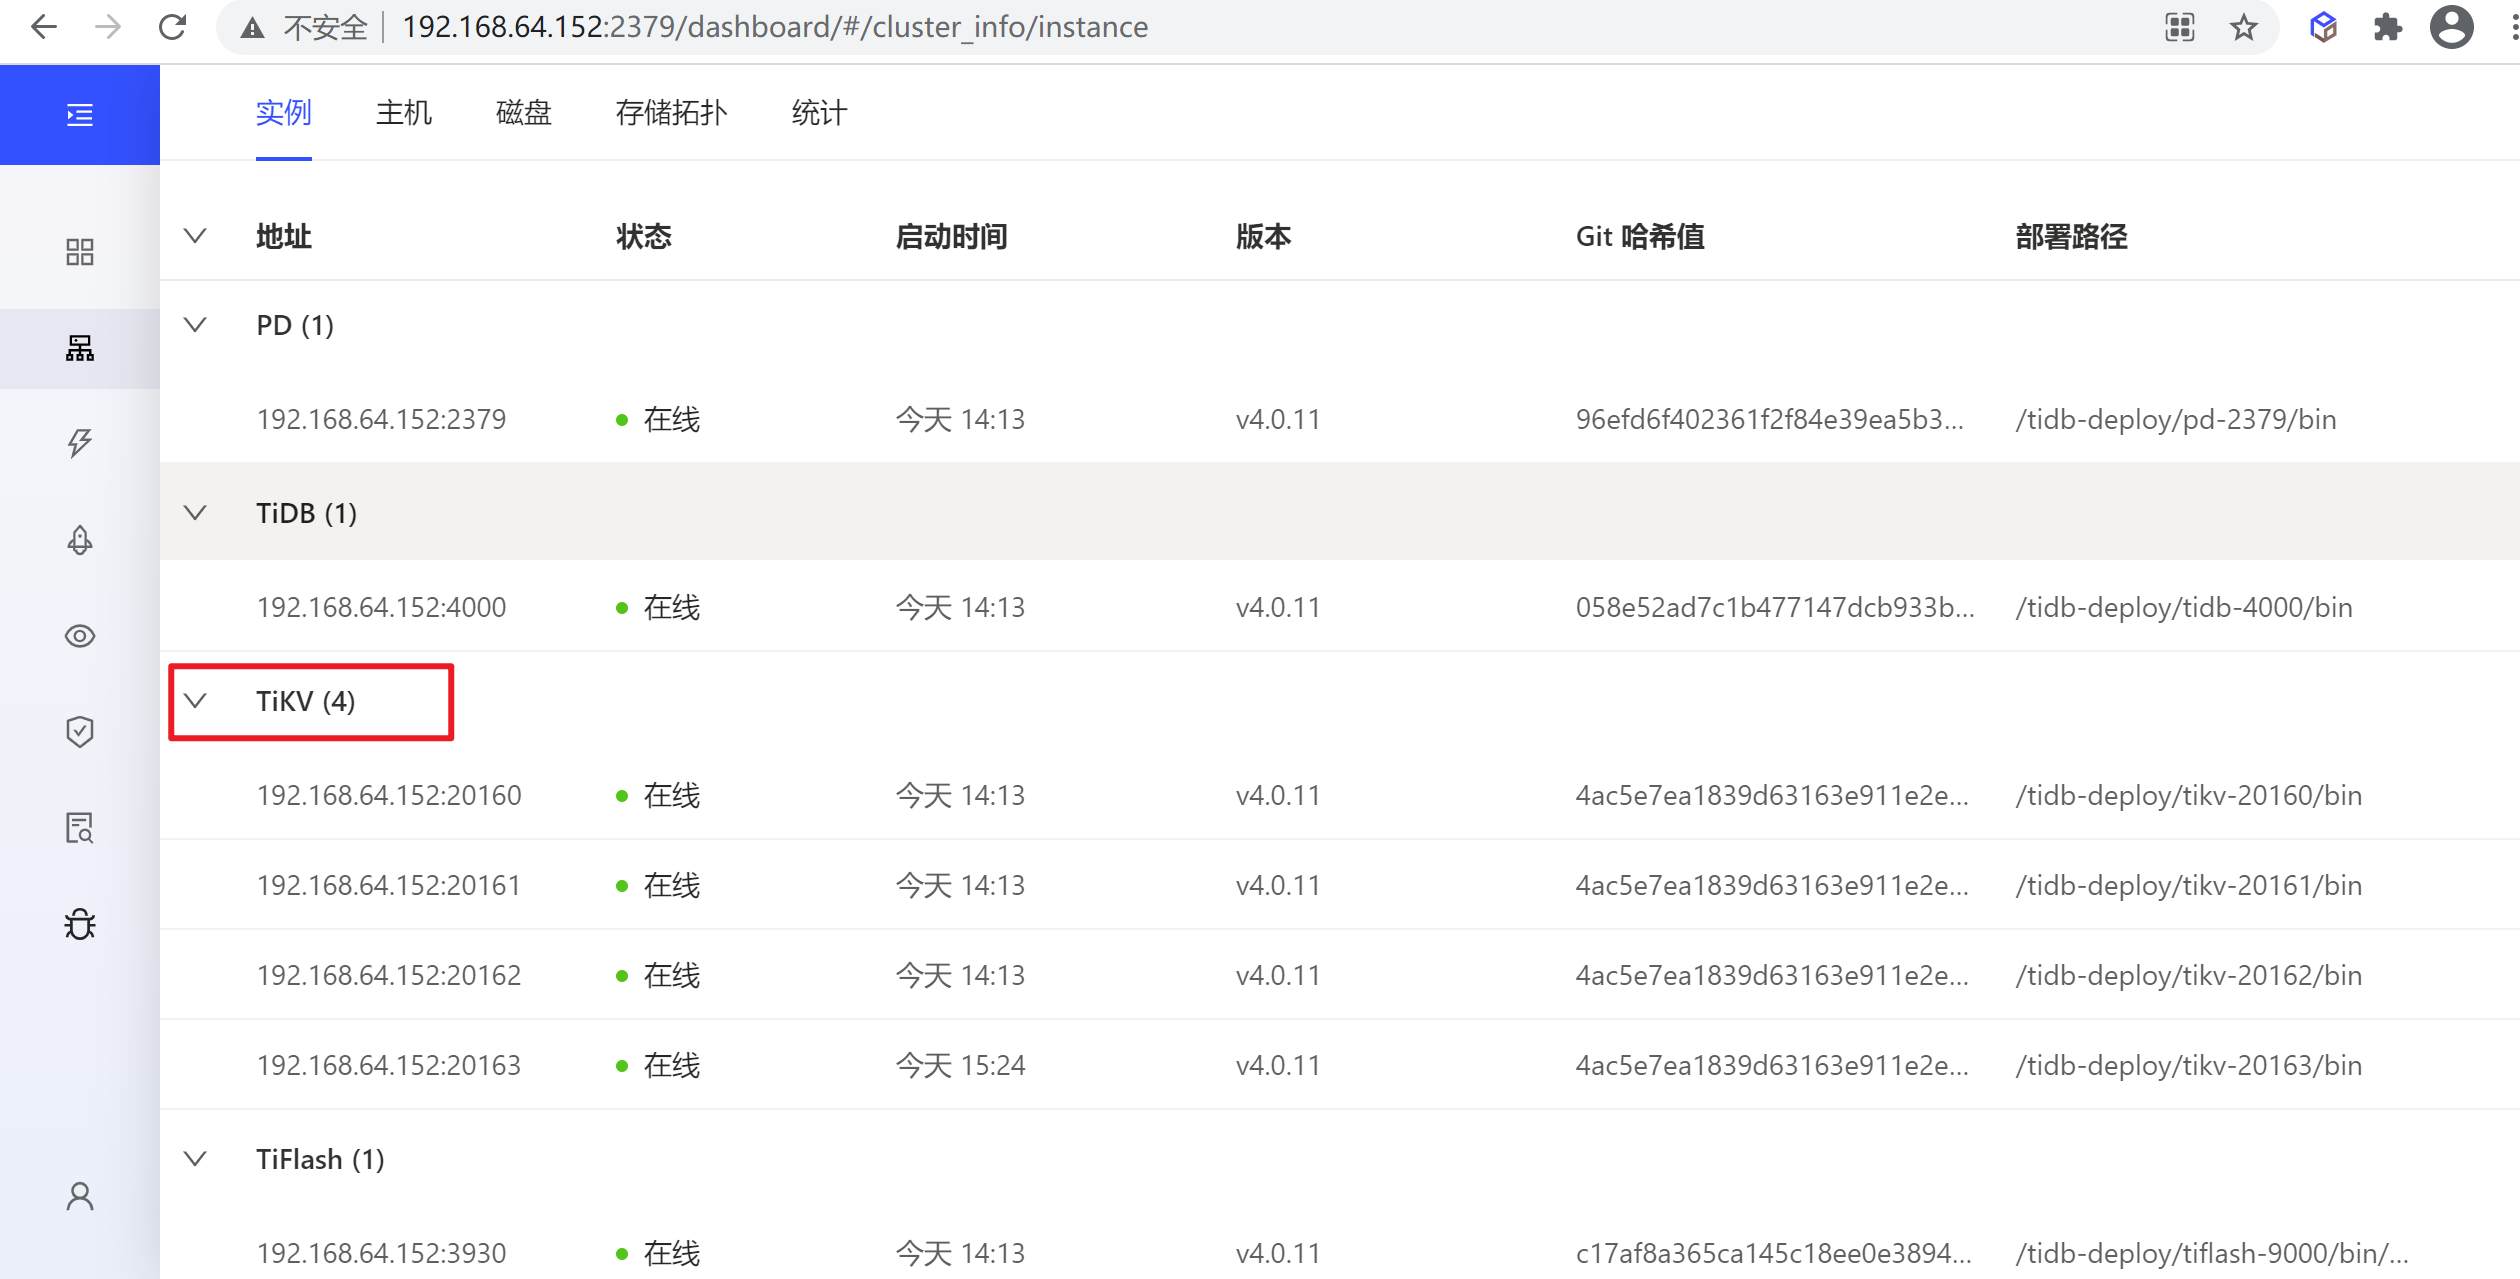 不安全 192.168.64.152:2379/dashboard/#/cluster_info/instance
实例 主机 磁盘 存储拓扑 统计
地址 状态 启动时间 版本 Git 哈希值 部署路径
PD (1)
192.168.64.152:2379 在线 今天 14:13 v4.0.11 96efd6f402361f2f84e39ea5b3... /tidb-deploy/pd-2379/bin
TiDB (1)
192.168.64.152:4000 在线 今天 14:13 v4.0.11 058e52ad7c1b477147dcb933b... /tidb-deploy/tidb-4000/bin
TiKV (4)
192.168.64.152:20160 在线 今天 14:13 v4.0.11 4ac5e7ea1839d63163e911e2e... /tidb-deploy/tikv-20160/bin
192.168.64.152:20161 在线 今天 14:13 v4.0.11 4ac5e7ea1839d63163e911e2e... /tidb-deploy/tikv-20161/bin
192.168.64.152:20162 在线 今天 14:13 v4.0.11 4ac5e7ea1839d63163e911e2e... /tidb-deploy/tikv-20162/bin
192.168.64.152:20163 在线 今天 15:24 v4.0.11 4ac5e7ea1839d63163e911e2e... /tidb-deploy/tikv-20163/bin
TiFlash (1)
192.168.64.152:3930 在线 今天 14:13 v4.0.11 c17af8a365ca145c18ee0e3894... /tidb-deploy/tiflash-9000/bin/...